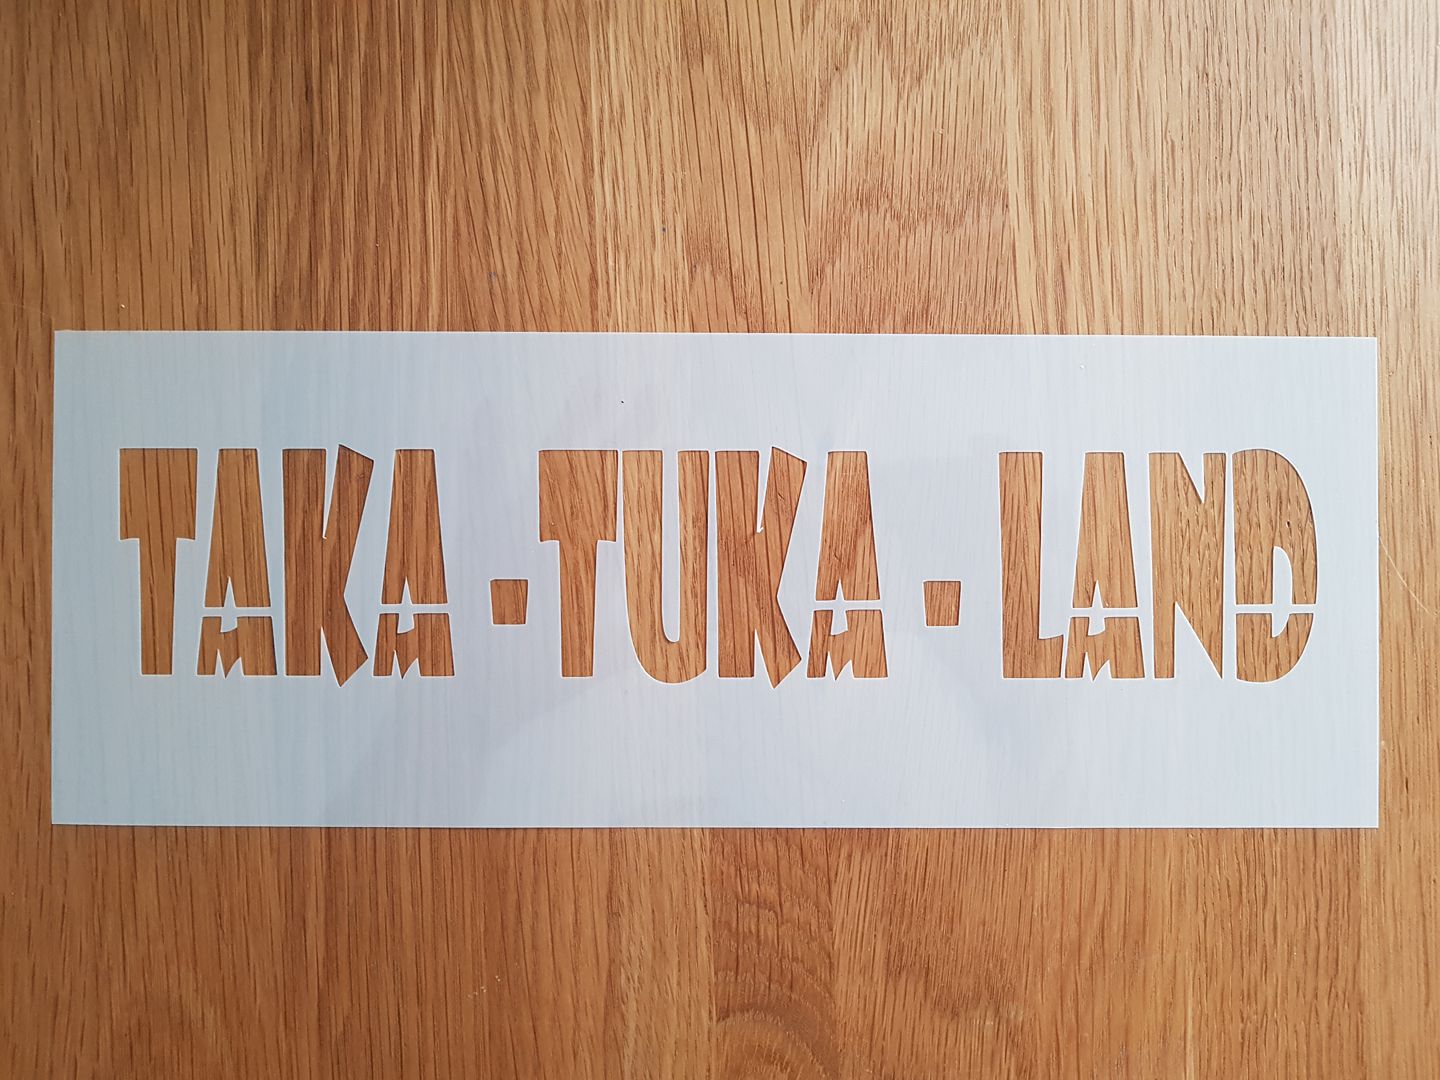 TAKA - TUKA - LAND